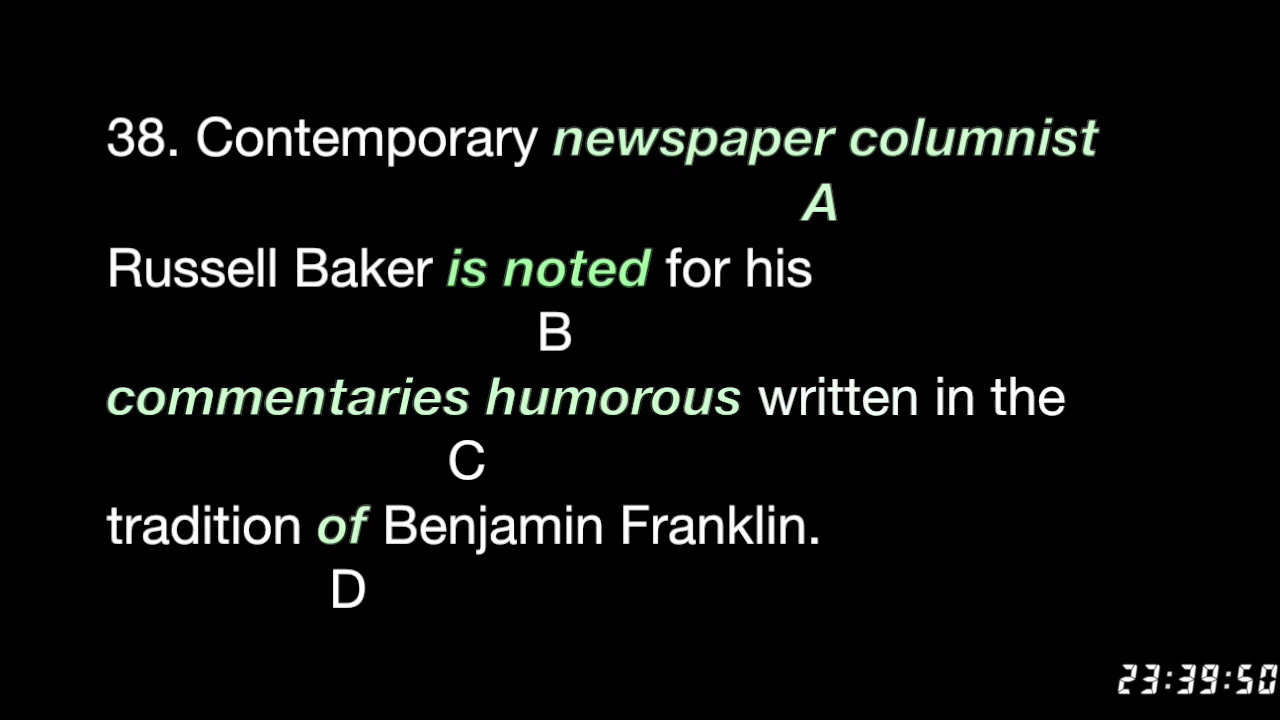 38. Contemporary newspaper columnist
A
Russell Baker is noted for his
B
commentaries humorous written in the
C
tradition of Benjamin Franklin.
D
23:39:50